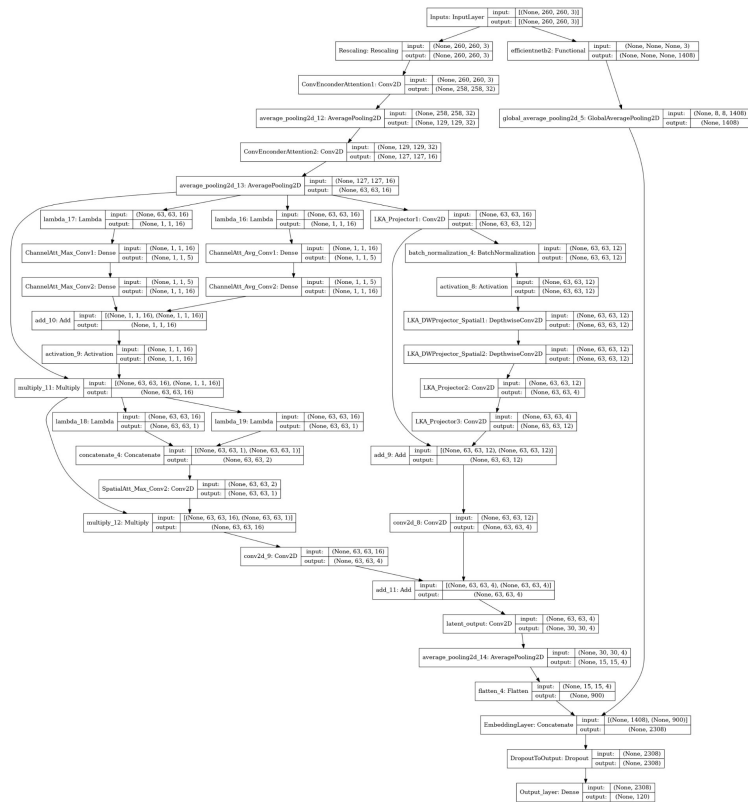 Inputs: InputLayer input: [(None, 260, 260, 3)]
output: [(None, 260, 260, 3)]
Rescaling: Rescaling input: (None, 260, 260, 3)
output: (None, 260, 260, 3)
efficientnetb2: Functional input: (None, None, None, 3)
output: (None, None, None, 1408)
ConvEnconderAttention1: Conv2D input: (None, 260, 260, 3)
output: (None, 258, 258, 32)
average_pooling2d_12: AveragePooling2D input: (None, 258, 258, 32)
output: (None, 129, 129, 32)
global_average_pooling2d_5: GlobalAveragePooling2D input: (None, 8, 8, 1408)
output: (None, 1408)
ConvEnconderAttention2: Conv2D input: (None, 129, 129, 32)
output: (None, 127, 127, 16)
average_pooling2d_13: AveragePooling2D input: (None, 127, 127, 16)
output: (None, 63, 63, 16)
lambda_17: Lambda input: (None, 63, 63, 16)
output: (None, 1, 1, 16)
lambda_16: Lambda input: (None, 63, 63, 16)
output: (None, 1, 1, 16)
LKA_Projector1: Conv2D input: (None, 63, 63, 16)
output: (None, 63, 63, 12)
ChannelAtt_Max_Conv1: Dense input: (None, 1, 1, 16)
output: (None, 1, 1, 5)
ChannelAtt_Avg_Conv1: Dense input: (None, 1, 1, 16)
output: (None, 1, 1, 5)
batch_normalization_4: BatchNormalization input: (None, 63, 63, 12)
output: (None, 63, 63, 12)
ChannelAtt_Max_Conv2: Dense input: (None, 1, 1, 5)
output: (None, 1, 1, 16)
ChannelAtt_Avg_Conv2: Dense input: (None, 1, 1, 5)
output: (None, 1, 1, 16)
activation_8: Activation input: (None, 63, 63, 12)
output: (None, 63, 63, 12)
add_10: Add input: [(None, 1, 1, 16), (None, 1, 1, 16)]
output: (None, 1, 1, 16)
LKA_DWProjector_Spatial1: DepthwiseConv2D input: (None, 63, 63, 12)
output: (None, 63, 63, 12)
activation_9: Activation input: (None, 1, 1, 16)
output: (None, 1, 1, 16)
LKA_DWProjector_Spatial2: DepthwiseConv2D input: (None, 63, 63, 12)
output: (None, 63, 63, 12)
multiply_11: Multiply input: [(None, 63, 63, 16), (None, 1, 1, 16)]
output: (None, 63, 63, 16)
LKA_Projector2: Conv2D input: (None, 63, 63, 12)
output: (None, 63, 63, 4)
lambda_18: Lambda input: (None, 63, 63, 16)
output: (None, 63, 63, 1)
lambda_19: Lambda input: (None, 63, 63, 16)
output: (None, 63, 63, 1)
LKA_Projector3: Conv2D input: (None, 63, 63, 4)
output: (None, 63, 63, 12)
concatenate_4: Concatenate input: [(None, 63, 63, 1), (None, 63, 63, 1)]
output: (None, 63, 63, 2)
add_9: Add input: [(None, 63, 63, 12), (None, 63, 63, 12)]
output: (None, 63, 63, 12)
SpatialAtt_Max_Conv2: Conv2D input: (None, 63, 63, 2)
output: (None, 63, 63, 1)
multiply_12: Multiply input: [(None, 63, 63, 16), (None, 63, 63, 1)]
output: (None, 63, 63, 16)
conv2d_8: Conv2D input: (None, 63, 63, 12)
output: (None, 63, 63, 4)
conv2d_9: Conv2D input: (None, 63, 63, 16)
output: (None, 63, 63, 4)
add_11: Add input: [(None, 63, 63, 4), (None, 63, 63, 4)]
output: (None, 63, 63, 4)
latent_output: Conv2D input: (None, 63, 63, 4)
output: (None, 30, 30, 4)
average_pooling2d_14: AveragePooling2D input: (None, 30, 30, 4)
output: (None, 15, 15, 4)
flatten_4: Flatten input: (None, 15, 15, 4)
output: (None, 900)
EmbeddingLayer: Concatenate input: [(None, 1408), (None, 900)]
output: (None, 2308)
DropoutToOutput: Dropout input: (None, 2308)
output: (None, 2308)
Output_layer: Dense input: (None, 2308)
output: (None, 120)